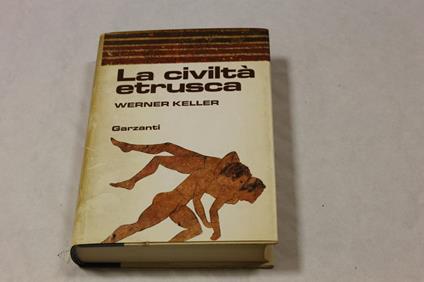 La civiltà
etrusca
WERNER KELLER
Garzanti